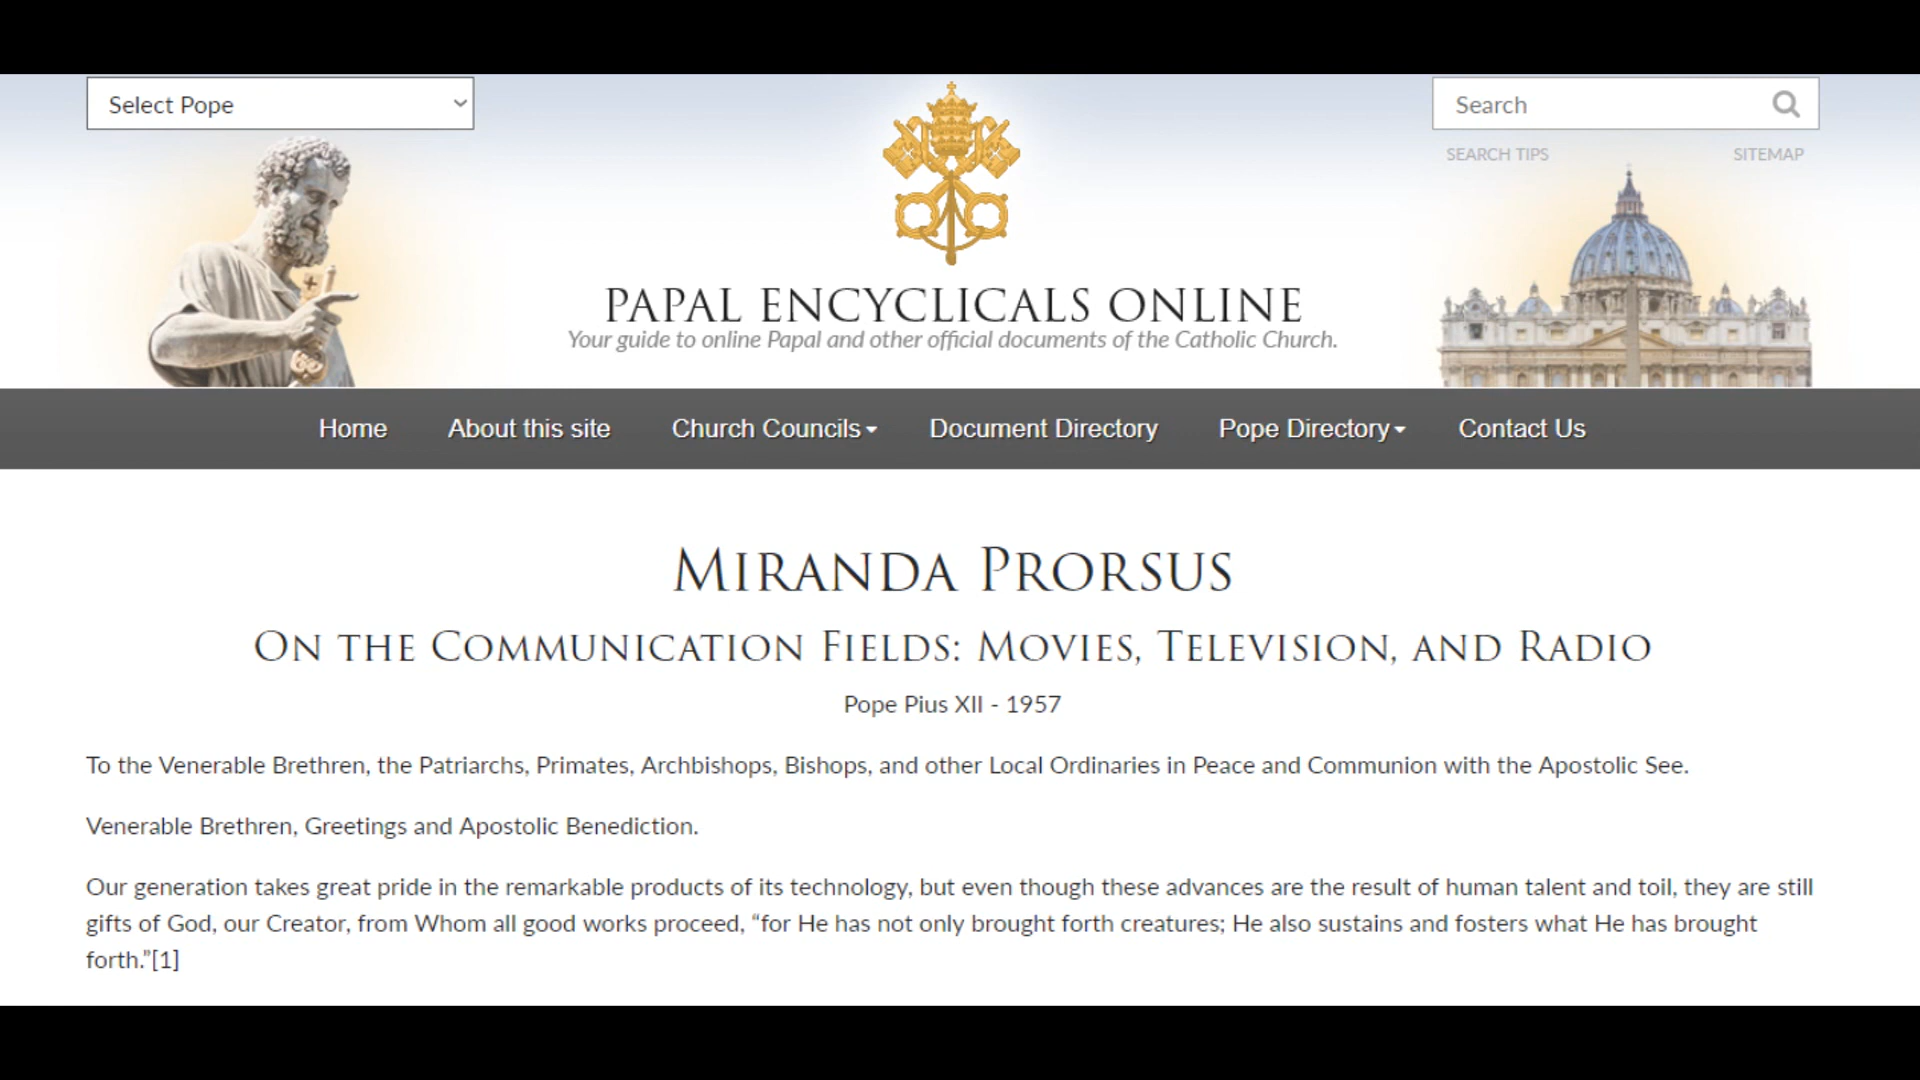 Select Pope
Search
SEARCH TIPS
SITEMAP
PAPAL ENCYCLICALS ONLINE
Your guide to online Papal and other official documents of the Catholic Church.
Home About this site Church Councils Document Directory Pope Directory Contact Us
MIRANDA PRORSUS
ON THE COMMUNICATION FIELDS: MOVIES, TELEVISION, AND RADIO
Pope Pius XII - 1957
To the Venerable Brethren, the Patriarchs, Primates, Archbishops, Bishops, and other Local Ordinaries in Peace and Communion with the Apostolic See.
Venerable Brethren, Greetings and Apostolic Benediction.
Our generation takes great pride in the remarkable products of its technology, but even though these advances are the result of human talent and toil, they are still
gifts of God, our Creator, from Whom all good works proceed, “for He has not only brought forth creatures; He also sustains and fosters what He has brought
forth.”[1]